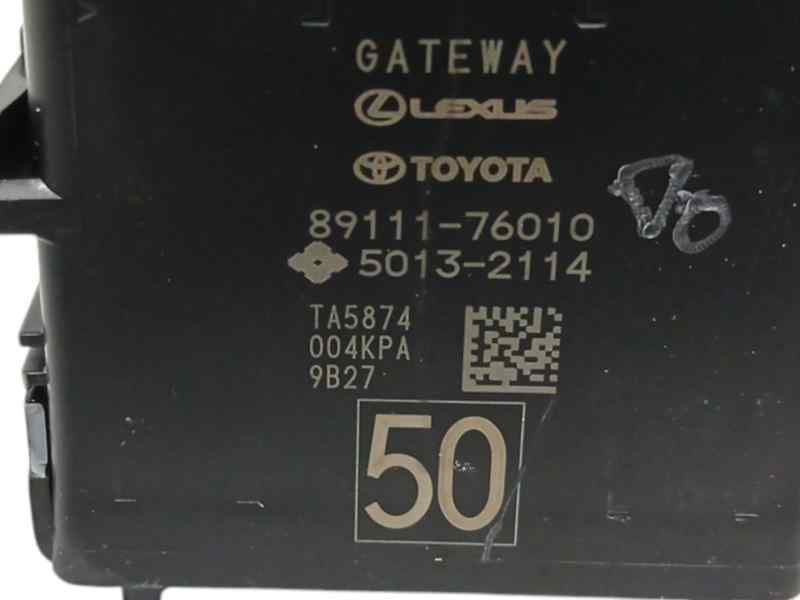 GATEWAY
LEXUS
TOYOTA
89111-76010
5013-2114
TA5874
004KPA
9B27
50